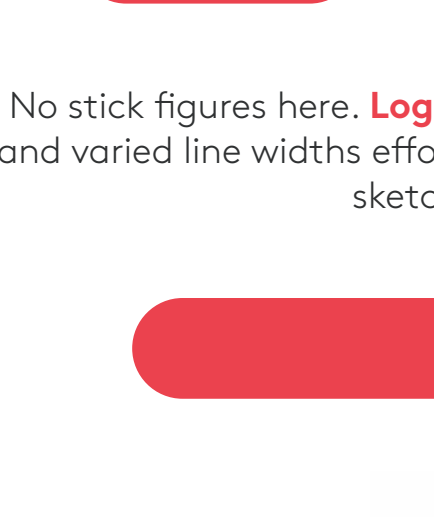 No stick figures here. Log
and varied line widths effo
sketc